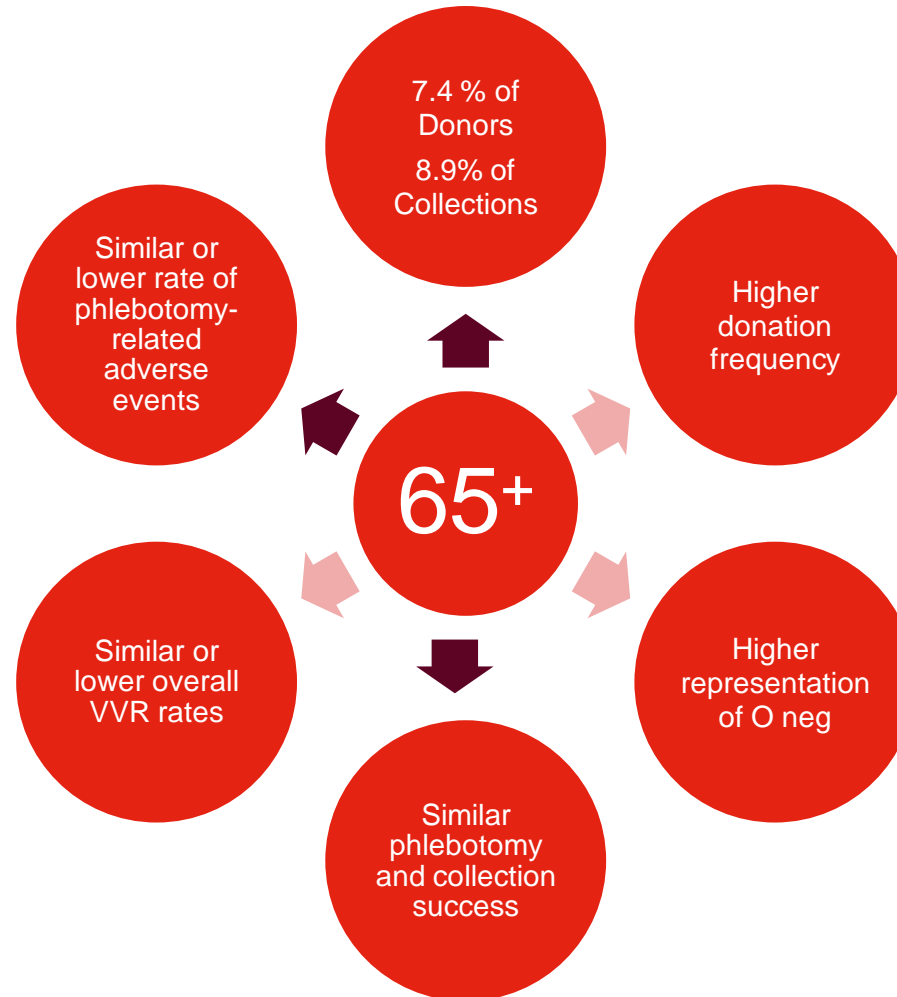 7.4 % of
Donors
8.9% of
Collections
Higher
donation
frequency
Higher
representation
of O neg
Similar
phlebotomy
and collection
success
Similar or
lower overall
VVR rates
Similar or
lower rate of
phlebotomy-
related
adverse
events
65+